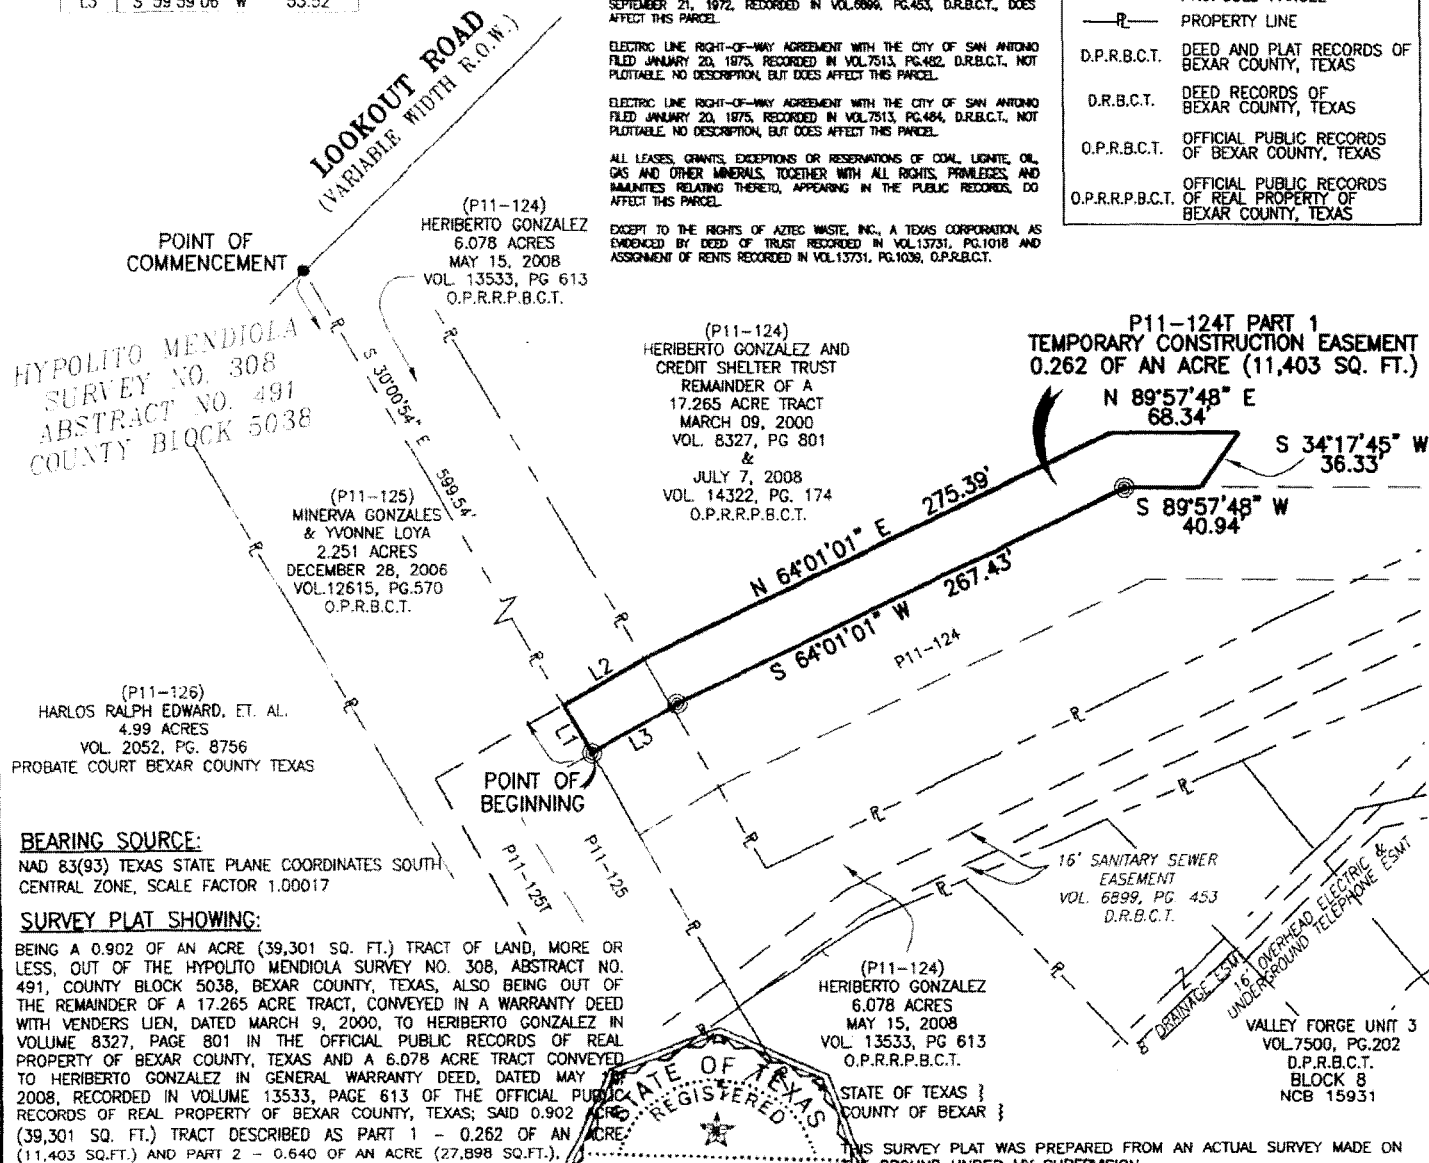 L3 S 59°59'06" W 53.52'
LOOKOUT ROAD
(VARIABLE WIDTH R.O.W.)
SEPTEMBER 21, 1972, RECORDED IN VOL.6899, PG.453, D.R.B.C.T., DOES
AFFECT THIS PARCEL.
ELECTRIC LINE RIGHT-OF-WAY AGREEMENT WITH THE CITY OF SAN ANTONIO
FILED JANUARY 20, 1975, RECORDED IN VOL.7513, PG.482, D.R.B.C.T., NOT
PLOTTABLE, NO DESCRIPTION, BUT DOES AFFECT THIS PARCEL.
ELECTRIC LINE RIGHT-OF-WAY AGREEMENT WITH THE CITY OF SAN ANTONIO
FILED JANUARY 20, 1975, RECORDED IN VOL.7513, PG.484, D.R.B.C.T., NOT
PLOTTABLE, NO DESCRIPTION, BUT DOES AFFECT THIS PARCEL.
ALL LEASES, GRANTS, EXCEPTIONS OR RESERVATIONS OF COAL, LIGNITE, OIL,
GAS AND OTHER MINERALS, TOGETHER WITH ALL RIGHTS, PRIVILEGES, AND
IMMUNITIES RELATING THERETO, APPEARING IN THE PUBLIC RECORDS, DO
AFFECT THIS PARCEL.
EXCEPT TO THE RIGHTS OF AZTEC WASTE, INC., A TEXAS CORPORATION, AS
EVIDENCED BY DEED OF TRUST RECORDED IN VOL.13731, PG.1018 AND
ASSIGNMENT OF RENTS RECORDED IN VOL.13731, PG.1039, O.P.R.B.C.T.
PL PROPERTY LINE
D.P.R.B.C.T. DEED AND PLAT RECORDS OF
BEXAR COUNTY, TEXAS
D.R.B.C.T. DEED RECORDS OF
BEXAR COUNTY, TEXAS
O.P.R.B.C.T. OFFICIAL PUBLIC RECORDS
OF BEXAR COUNTY, TEXAS
O.P.R.R.P.B.C.T. OFFICIAL PUBLIC RECORDS
OF REAL PROPERTY OF
BEXAR COUNTY, TEXAS
POINT OF
COMMENCEMENT
(P11-124)
HERIBERTO GONZALEZ
6.078 ACRES
MAY 15, 2008
VOL. 13533, PG 613
O.P.R.R.P.B.C.T.
HYPOLITO MENDIOLA
SURVEY NO. 308
ABSTRACT NO. 491
COUNTY BLOCK 5038
S 30°00'54" E 599.54'
(P11-124)
HERIBERTO GONZALEZ AND
CREDIT SHELTER TRUST
REMAINDER OF A
17.265 ACRE TRACT
MARCH 09, 2000
VOL. 8327, PG 801
&
JULY 7, 2008
VOL. 14322, PG. 174
O.P.R.R.P.B.C.T.
P11-124T PART 1
TEMPORARY CONSTRUCTION EASEMENT
0.262 OF AN ACRE (11,403 SQ. FT.)
N 89°57'48" E
68.34'
S 34°17'45" W
36.33'
S 89°57'48" W
40.94'
N 64°01'01" E 275.39'
S 64°01'01" W 267.43'
(P11-125)
MINERVA GONZALES
& YVONNE LOYA
2.251 ACRES
DECEMBER 28, 2006
VOL.12615, PG.570
O.P.R.B.C.T.
P11-124
L2
L1
L3
(P11-126)
HARLOS RALPH EDWARD, ET. AL.
4.99 ACRES
VOL. 2052, PG. 8756
PROBATE COURT BEXAR COUNTY TEXAS
POINT OF
BEGINNING
P11-125T
P11-125
BEARING SOURCE:
NAD 83(93) TEXAS STATE PLANE COORDINATES SOUTH
CENTRAL ZONE, SCALE FACTOR 1.00017
SURVEY PLAT SHOWING:
BEING A 0.902 OF AN ACRE (39,301 SQ. FT.) TRACT OF LAND, MORE OR
LESS, OUT OF THE HYPOLITO MENDIOLA SURVEY NO. 308, ABSTRACT NO.
491, COUNTY BLOCK 5038, BEXAR COUNTY, TEXAS, ALSO BEING OUT OF
THE REMAINDER OF A 17.265 ACRE TRACT, CONVEYED IN A WARRANTY DEED
WITH VENDERS LIEN, DATED MARCH 9, 2000, TO HERIBERTO GONZALEZ IN
VOLUME 8327, PAGE 801 IN THE OFFICIAL PUBLIC RECORDS OF REAL
PROPERTY OF BEXAR COUNTY, TEXAS AND A 6.078 ACRE TRACT CONVEYED
TO HERIBERTO GONZALEZ IN GENERAL WARRANTY DEED, DATED MAY
2008, RECORDED IN VOLUME 13533, PAGE 613 OF THE OFFICIAL PUBLIC
RECORDS OF REAL PROPERTY OF BEXAR COUNTY, TEXAS; SAID 0.902 ACRE
(39,301 SQ. FT.) TRACT DESCRIBED AS PART 1 - 0.262 OF AN ACRE
(11,403 SQ.FT.) AND PART 2 - 0.640 OF AN ACRE (27,898 SQ.FT.).
16' SANITARY SEWER
EASEMENT
VOL. 6899, PG. 453
D.R.B.C.T.
DRAINAGE ESMT
16' OVERHEAD ELECTRIC &
UNDERGROUND TELEPHONE ESMT
(P11-124)
HERIBERTO GONZALEZ
6.078 ACRES
MAY 15, 2008
VOL. 13533, PG 613
O.P.R.R.P.B.C.T.
VALLEY FORGE UNIT 3
VOL.7500, PG.202
D.P.R.B.C.T.
BLOCK 8
NCB 15931
STATE OF TEXAS
REGISTERED
STATE OF TEXAS }
COUNTY OF BEXAR }
THIS SURVEY PLAT WAS PREPARED FROM AN ACTUAL SURVEY MADE ON